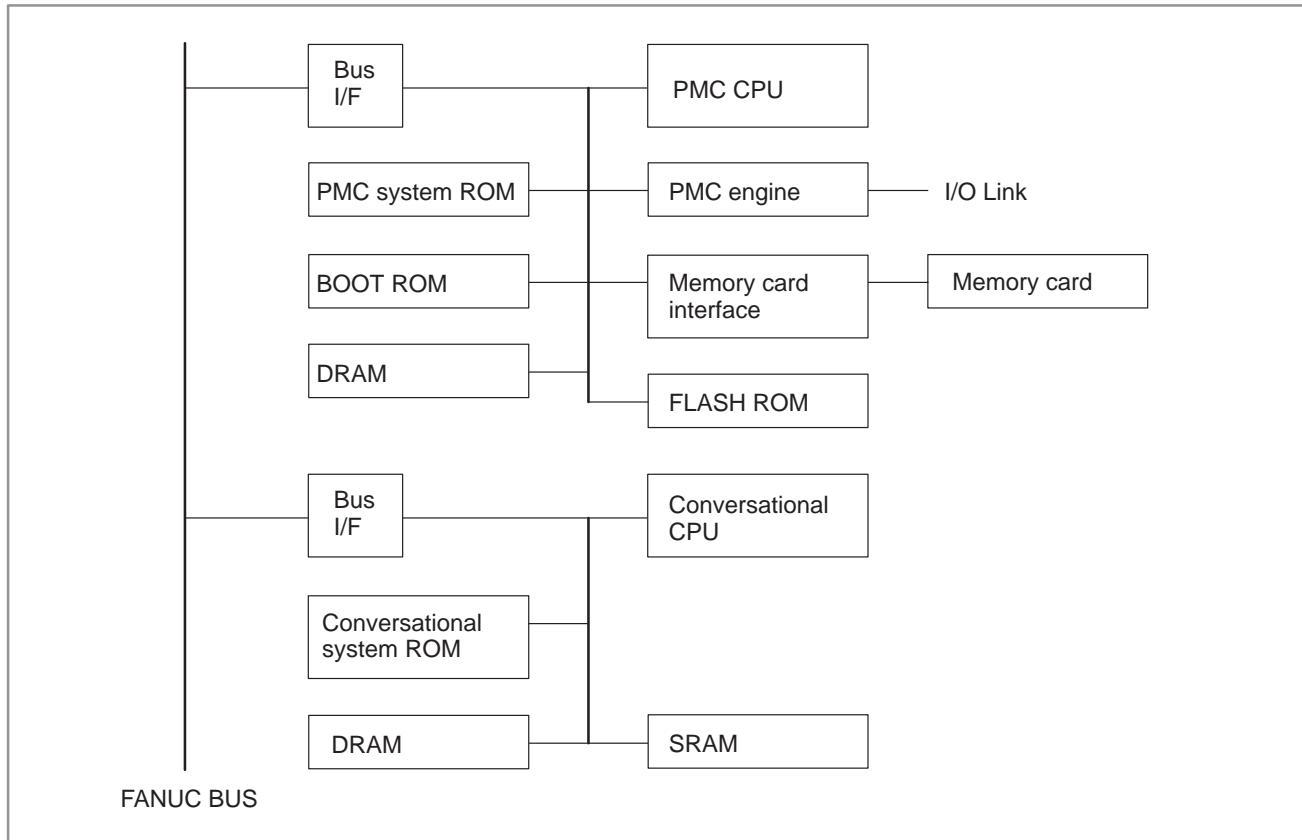 Bus
I/F
PMC CPU
PMC system ROM
PMC engine
I/O Link
BOOT ROM
Memory card
interface
Memory card
DRAM
FLASH ROM
Bus
I/F
Conversational
CPU
Conversational
system ROM
DRAM
SRAM
FANUC BUS